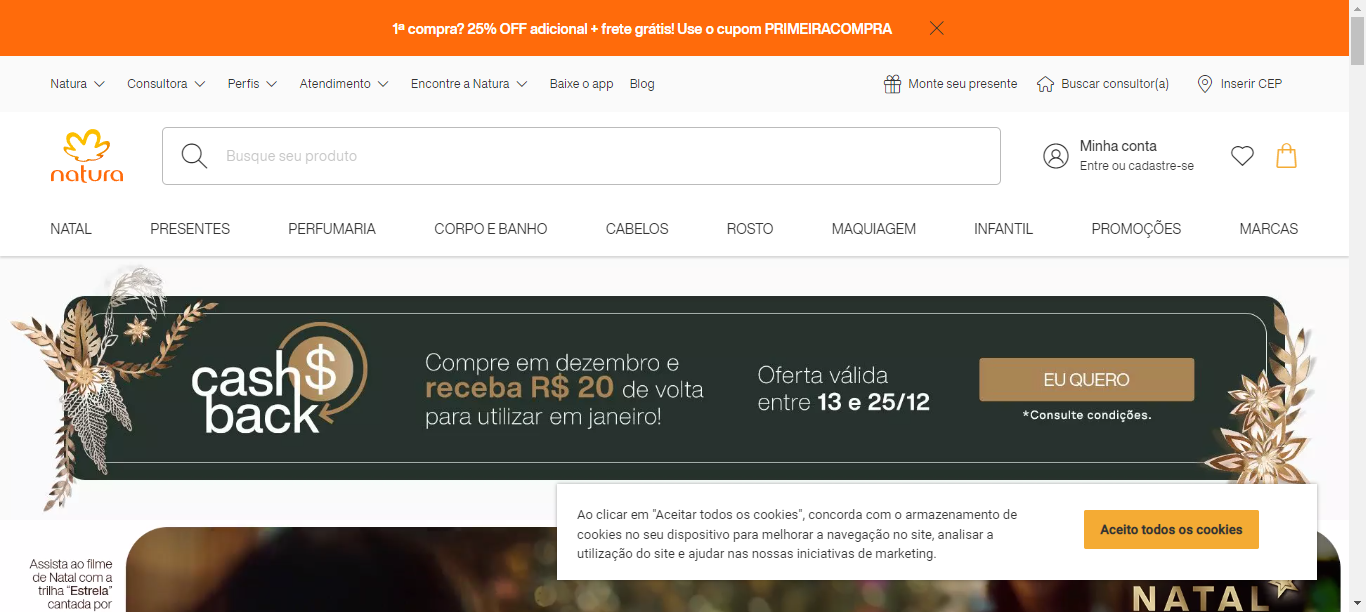 1ª compra? 25% OFF adicional + frete grátis! Use o cupom PRIMEIRACOMPRA
Natura
Consultora
Perfis
Atendimento
Encontre a Natura
Baixe o app
Blog
Monte seu presente
Buscar consultor(a)
Inserir CEP
natura
Busque seu produto
Minha conta
Entre ou cadastre-se
NATAL
PRESENTES
PERFUMARIA
CORPO E BANHO
CABELOS
ROSTO
MAQUIAGEM
INFANTIL
PROMOÇÕES
MARCAS
cash$
back
Compre em dezembro e
receba R$ 20 de volta
para utilizar em janeiro!
Oferta válida
entre 13 e 25/12
EU QUERO
*Consulte condições.
Ao clicar em "Aceitar todos os cookies", concorda com o armazenamento de
cookies no seu dispositivo para melhorar a navegação no site, analisar a
utilização do site e ajudar nas nossas iniciativas de marketing.
Aceito todos os cookies
Assista ao filme
de Natal com a
trilha “Estrela”
cantada por
NATAL